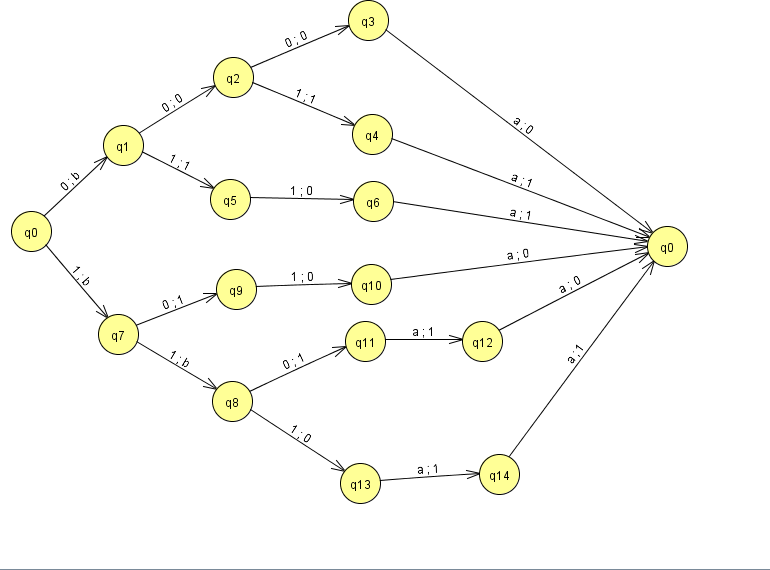 q3
0 ; 0
q2
a ; 0
0 ; 0
1 ; 1
q4
q1
1 ; 1
0 ; b
a ; 1
q5
1 ; 0
q6
a ; 1
q0
q0
a ; 0
1 ; b
q9
1 ; 0
q10
a ; 0
0 ; 1
q7
a ; 1
q11
q12
1 ; b
0 ; 1
a ; 1
q8
1 ; 0
a ; 1
q13
q14